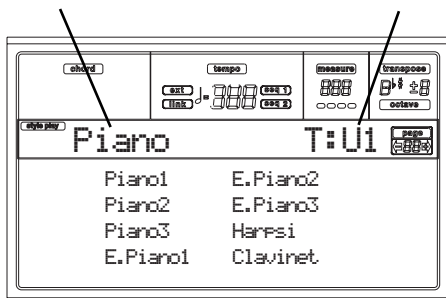 chord tempo measure transpose
ext seq 1
link seq 2
octave
style play Piano T:U1 page
Piano1 E.Piano2
Piano2 E.Piano3
Piano3 Harpsi
E.Piano1 Clavinet